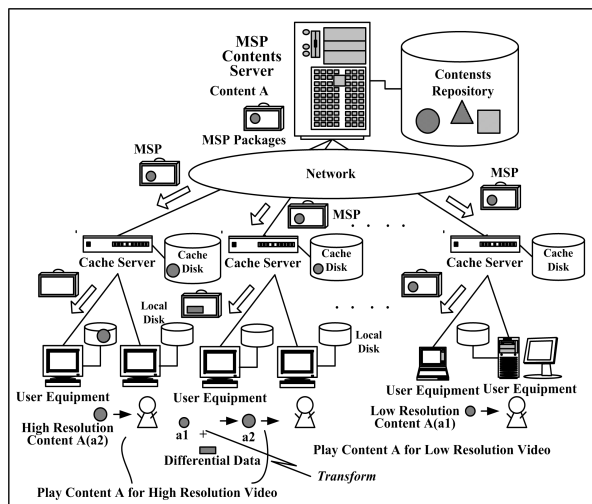 MSP
Contents
Server
Content A
MSP Packages
Contensts
Repository
MSP
Network
MSP
MSP
Cache Server
Cache
Disk
Cache Server
Cache
Disk
Cache Server
Cache
Disk
Local
Disk
Local
Disk
User Equipment
User Equipment
User Equipment
User Equipment
High Resolution
Content A(a2)
a1
+
a2
Differential Data
Low Resolution
Content A(a1)
Play Content A for Low Resolution Video
Transform
Play Content A for High Resolution Video